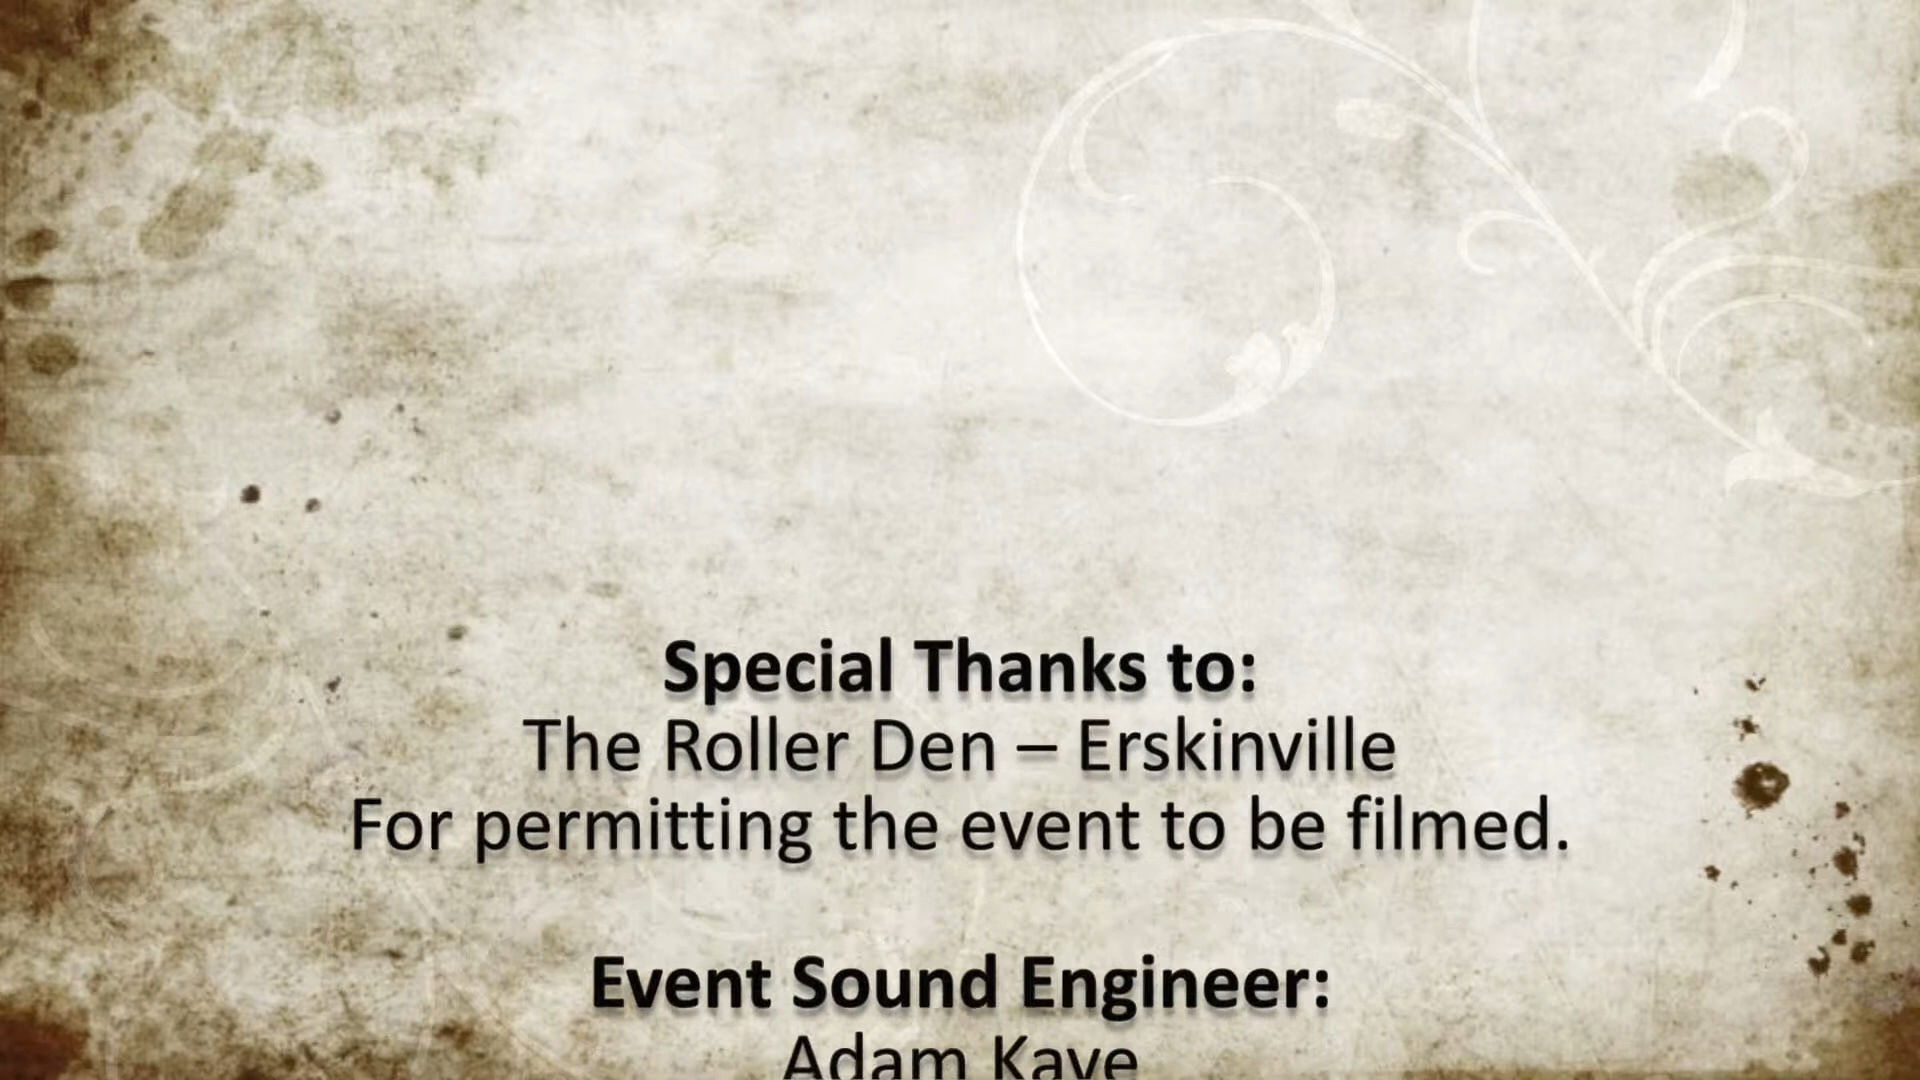 Special Thanks to:
The Roller Den – Erskinville
For permitting the event to be filmed.
Event Sound Engineer:
Adam Kaye